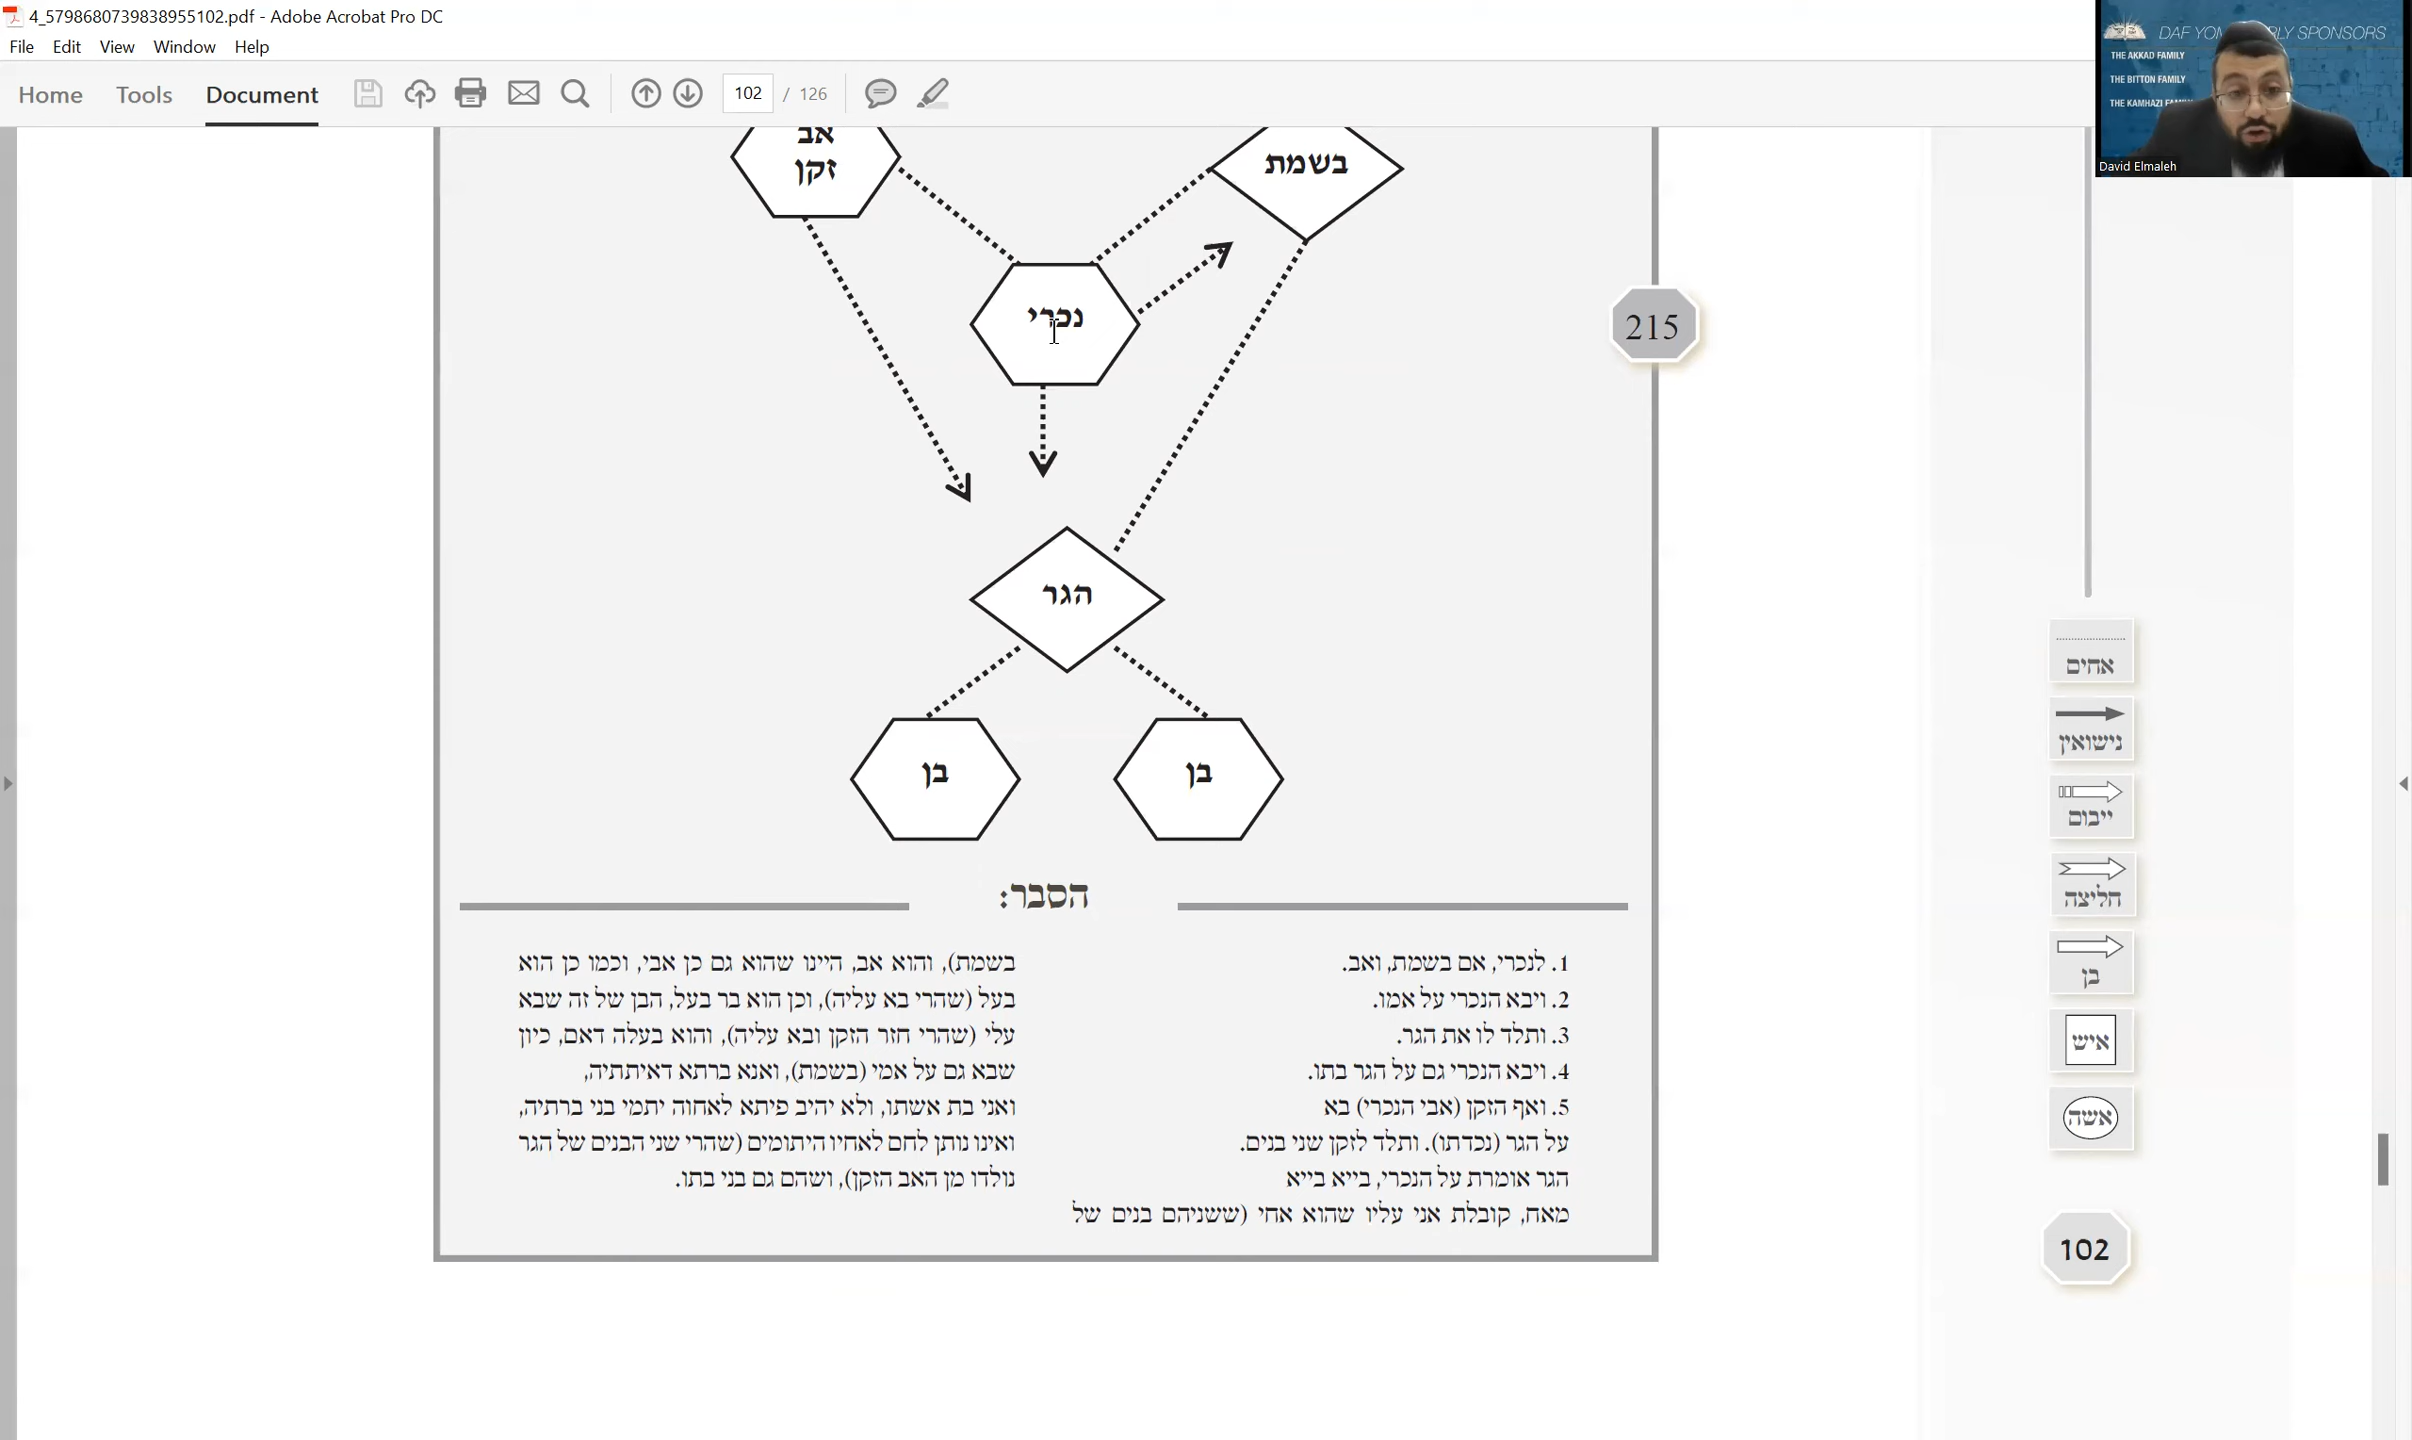 4_5798680739838955102.pdf - Adobe Acrobat Pro DC
File Edit View Window Help
Home Tools Document 102 / 126
DAF YOM SPONSORS
THE AKKAD FAMILY
THE BITTON FAMILY
THE KAMHAZI
David Elmaleh
אב
זקן
בשמת
נכרי
215
הגר
בן
בן
הסבר:
1. לנכרי, אם בשמת, ואב.
2. ויבא הנכרי על אמו.
3. ותלד לו את הגר.
4. ויבא הנכרי גם על הגר בתו.
5. ואף הזקן (אבי הנכרי) בא
על הגר (נכדתו). ותלד לזקן שני בנים.
הגר אומרת על הנכרי, בייא בייא
מאח, קובלת אני עליו שהוא אחי (ששניהם בנים של
בשמת), והוא אב, היינו שהוא גם כן אבי, וכמו כן הוא
בעל (שהרי בא עליה), וכן הוא בר בעל, הבן של זה שבא
עלי (שהרי חזר הזקן ובא עליה), והוא בעלה דאם, כיון
שבא גם על אמי (בשמת), ואנא ברתא דאיתתיה,
ואני בת אשתו, ולא יהיב פיתא לאחוה יתמי בני ברתיה,
ואינו נותן לחם לאחיו היתומים (שהרי שני הבנים של הגר
נולדו מן האב הזקן), ושהם גם בני בתו.
אחים
נישואין
ייבום
חליצה
בן
איש
אשה
102